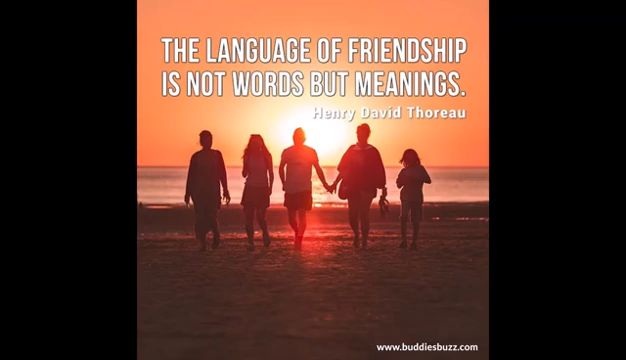 THE LANGUAGE OF FRIENDSHIP
IS NOT WORDS BUT MEANINGS.
Henry David Thoreau
www.buddiesbuzz.com